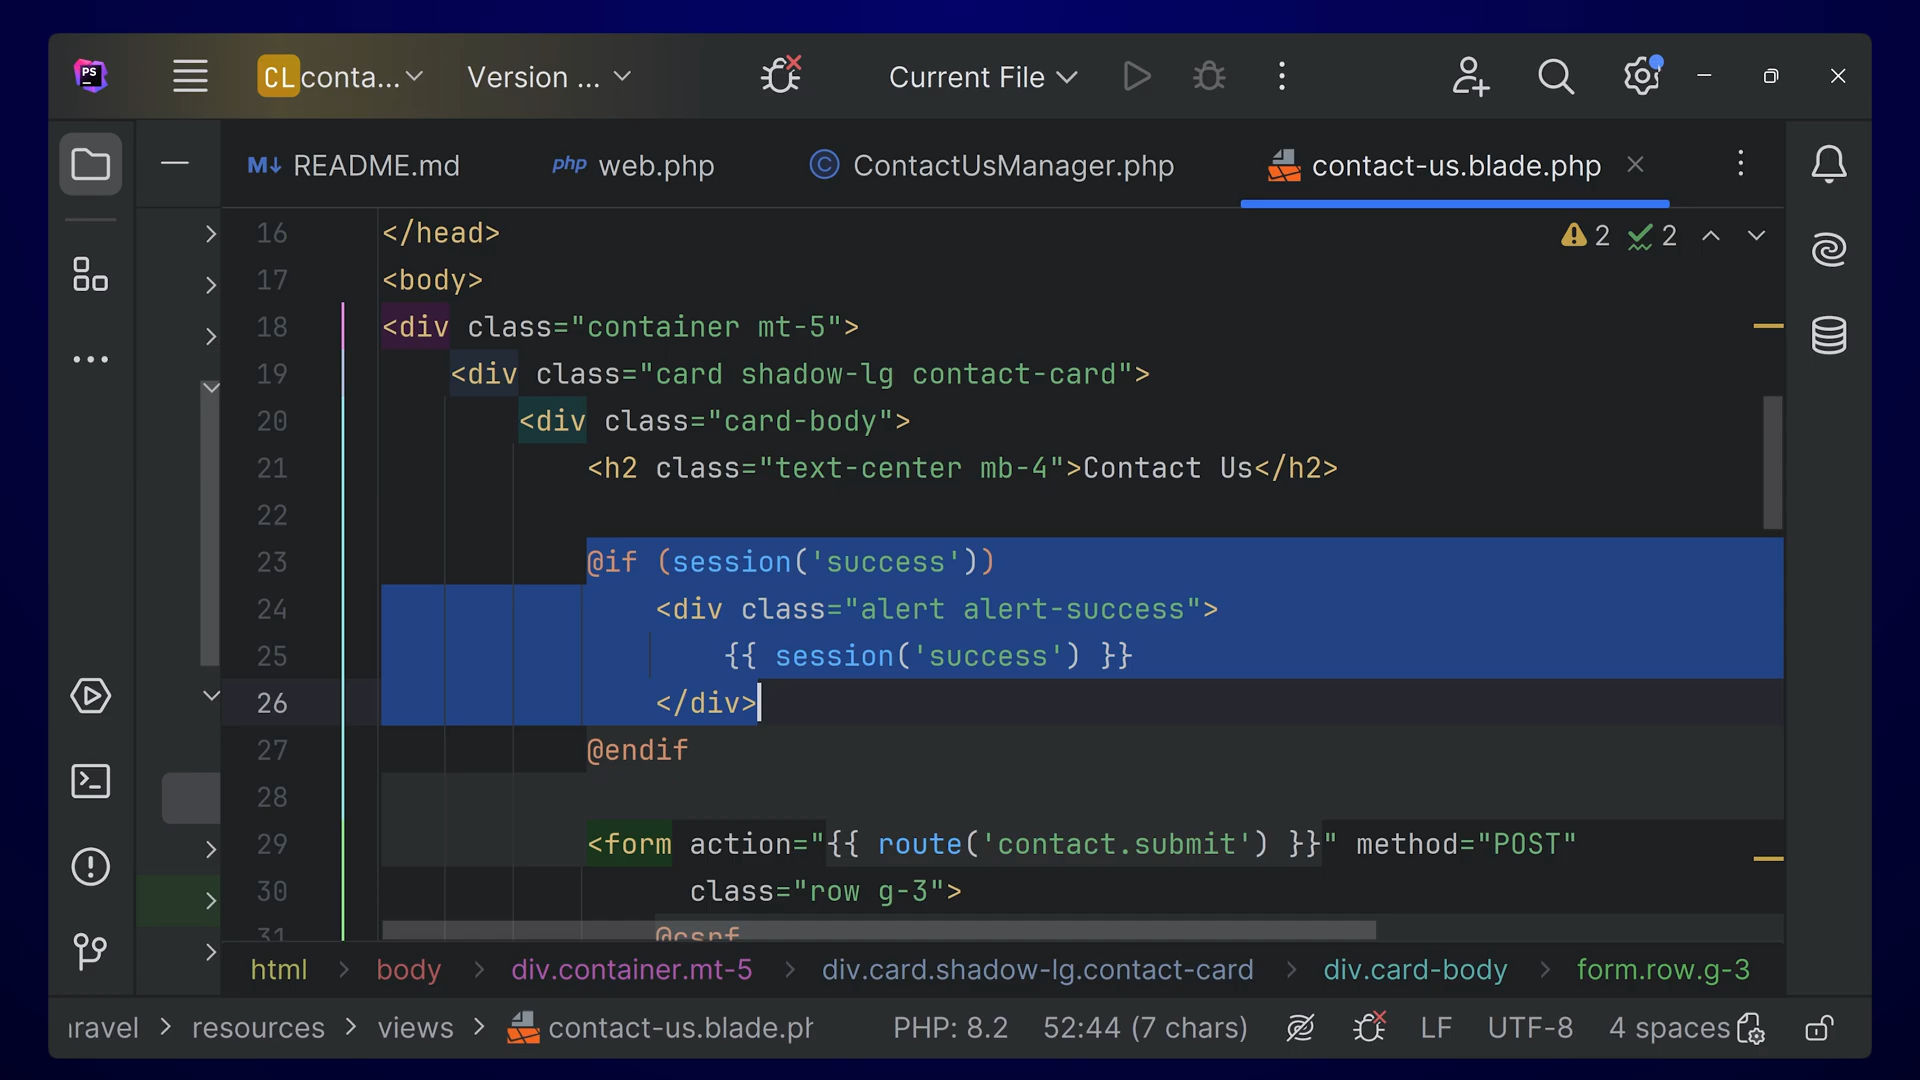 PS
CL conta...
Version ...
Current File
README.md
php web.php
ContactUsManager.php
contact-us.blade.php
16 </head>
2
2
17 <body>
18 <div class="container mt-5">
19 <div class="card shadow-lg contact-card">
20 <div class="card-body">
21 <h2 class="text-center mb-4">Contact Us</h2>
22
23 @if (session('success'))
24 <div class="alert alert-success">
25 {{ session('success') }}
26 </div>
27 @endif
28
29 <form action="{{ route('contact.submit') }}" method="POST"
30 class="row g-3">
31 @csrf
html > body > div.container.mt-5 > div.card.shadow-lg.contact-card > div.card-body > form.row.g-3
aravel > resources > views > contact-us.blade.ph
PHP: 8.2
52:44 (7 chars)
LF
UTF-8
4 spaces